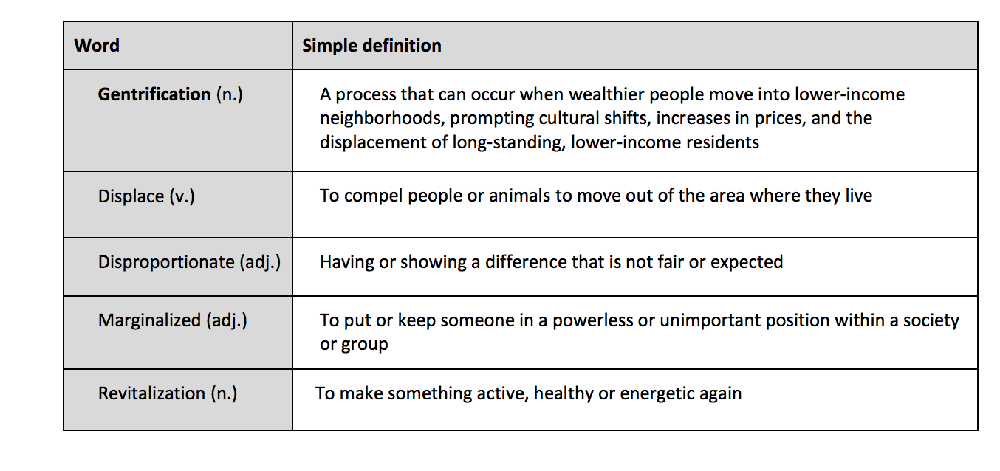 Word
Simple definition
Gentrification (n.)
A process that can occur when wealthier people move into lower-income
neighborhoods, prompting cultural shifts, increases in prices, and the
displacement of long-standing, lower-income residents
Displace (v.)
To compel people or animals to move out of the area where they live
Disproportionate (adj.)
Having or showing a difference that is not fair or expected
Marginalized (adj.)
To put or keep someone in a powerless or unimportant position within a society
or group
Revitalization (n.)
To make something active, healthy or energetic again